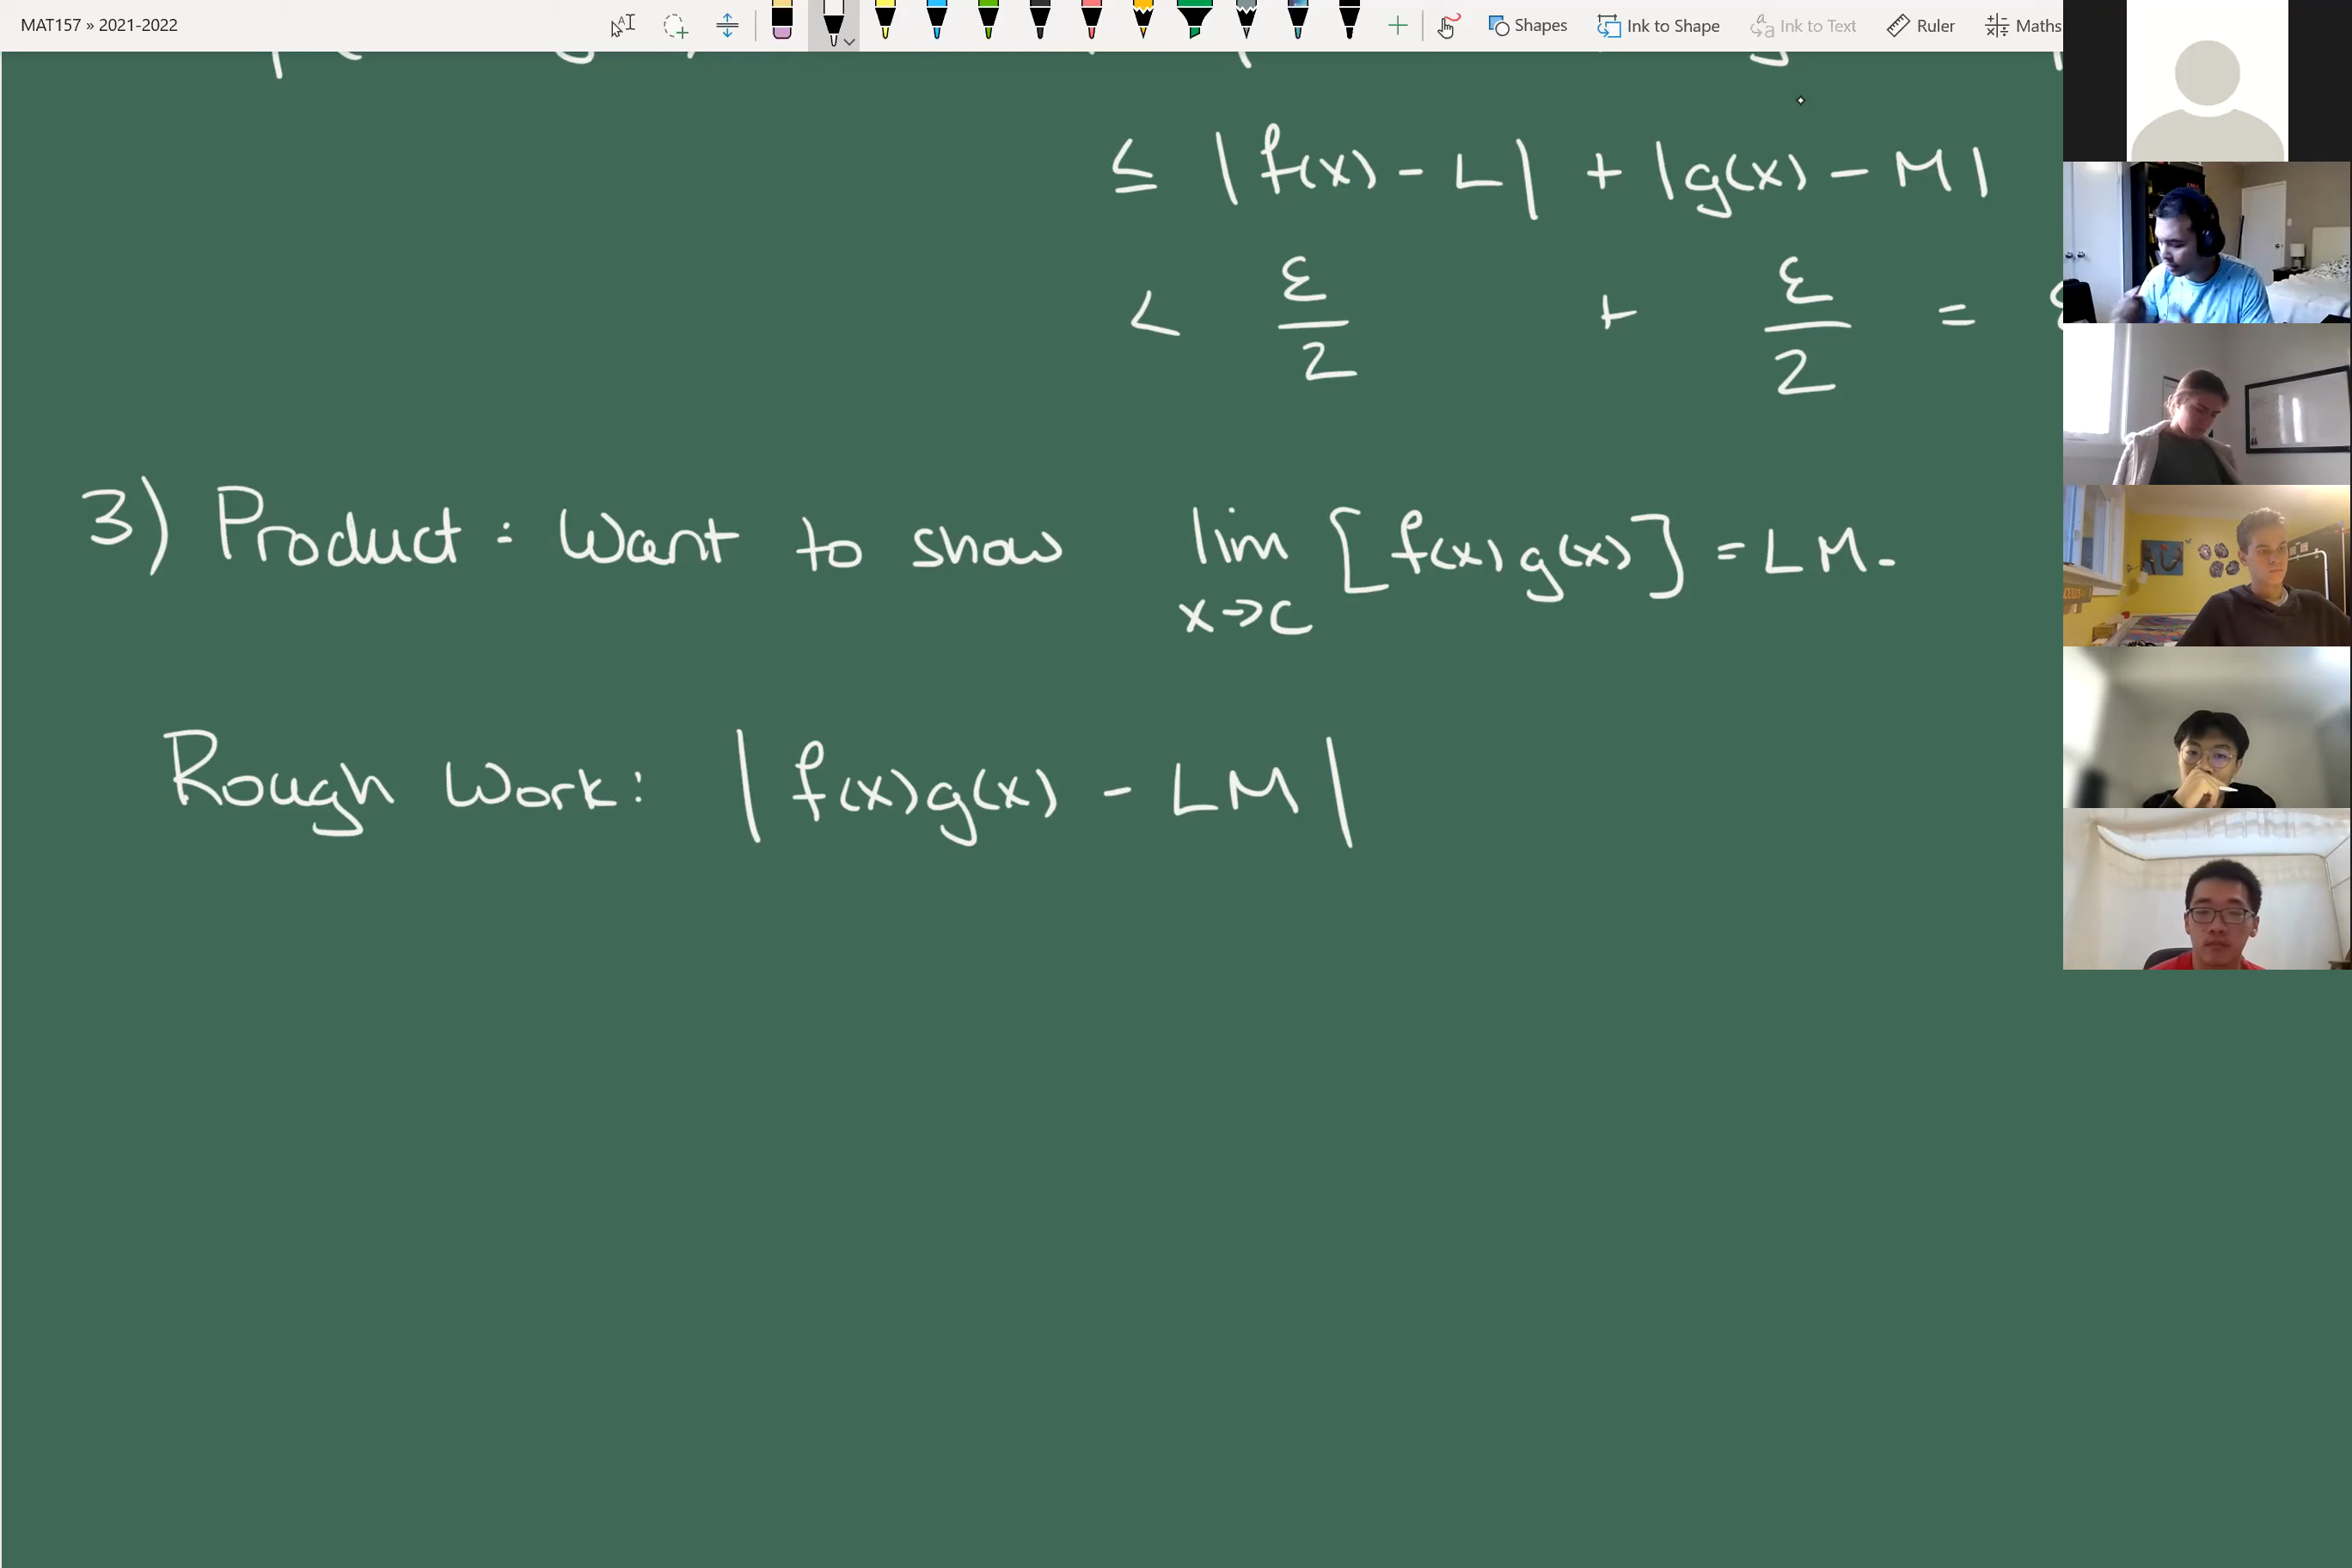 MAT157 » 2021-2022
Shapes Ink to Shape Ink to Text Ruler Maths
≤ |f(x) - L| + |g(x) - M|
< ε/2 + ε/2 =
3) Product: Want to show lim [f(x)g(x)] = LM.
x→c
Rough Work: |f(x)g(x) - LM|